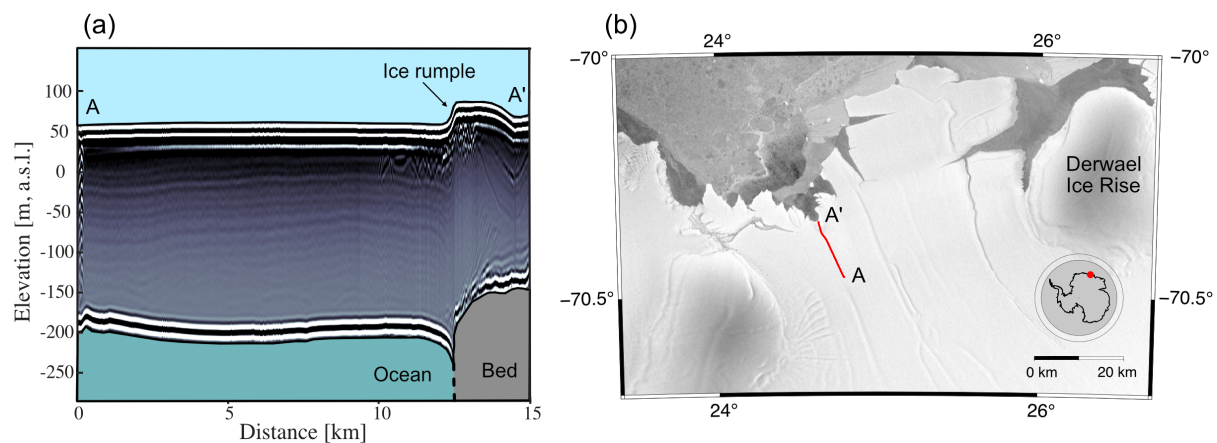 (a)
Ice rumple
A
A'
100
50
0
-50
-100
-150
-200
-250
Elevation [m, a.s.l.]
Ocean
Bed
0
5
10
15
Distance [km]
(b)
24°
26°
−70°
−70°
Derwael
Ice Rise
A'
A
−70.5°
−70.5°
0 km
20 km
24°
26°